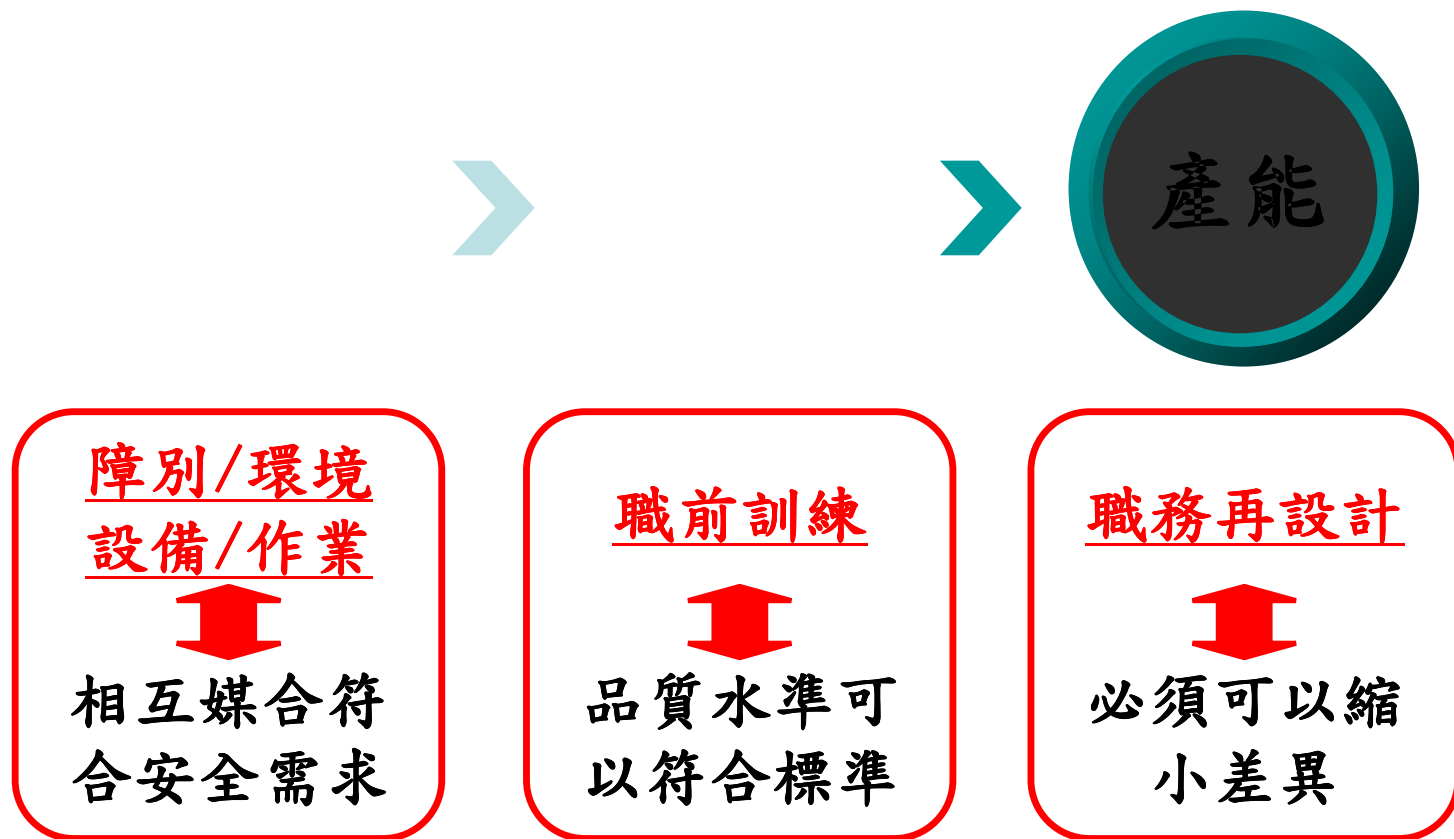 產能
障別/環境
設備/作業
相互媒合符
合安全需求
職前訓練
品質水準可
以符合標準
職務再設計
必須可以縮
小差異